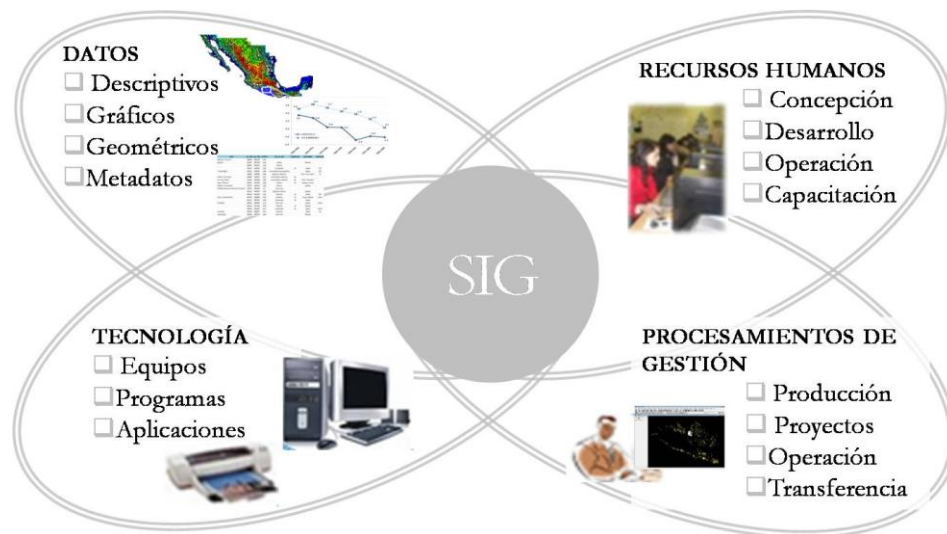 DATOS
Descriptivos
Gráficos
Geométricos
Metadatos
RECURSOS HUMANOS
Concepción
Desarrollo
Operación
Capacitación
SIG
TECNOLOGÍA
Equipos
Programas
Aplicaciones
PROCESAMIENTOS DE
GESTIÓN
Producción
Proyectos
Operación
Transferencia